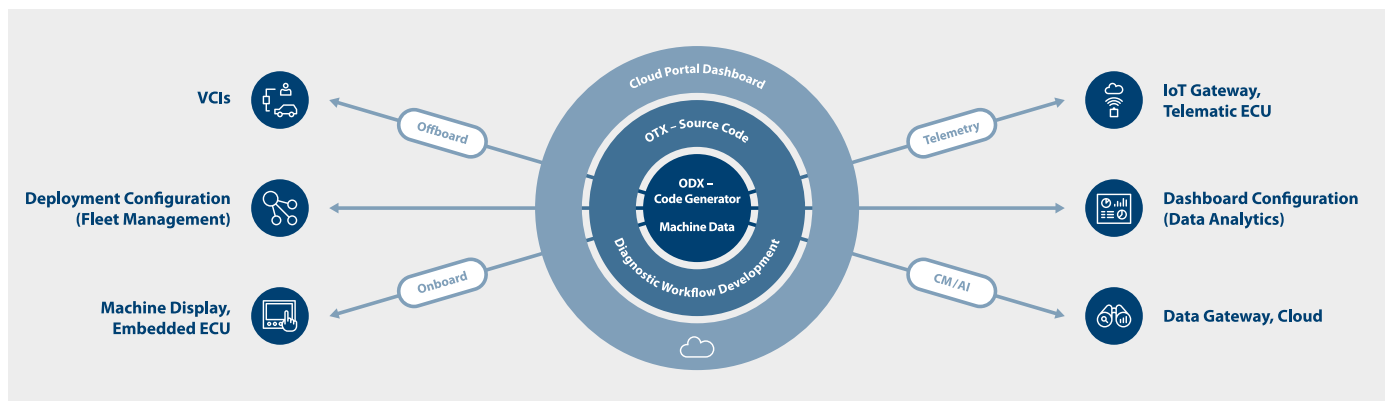 Cloud Portal Dashboard
OTX – Source Code
ODX –
Code Generator
Machine Data
Diagnostic Workflow Development
VCIs
Offboard
Deployment Configuration
(Fleet Management)
Machine Display,
Embedded ECU
Onboard
Telemetry
IoT Gateway,
Telematic ECU
Dashboard Configuration
(Data Analytics)
CM/AI
Data Gateway, Cloud